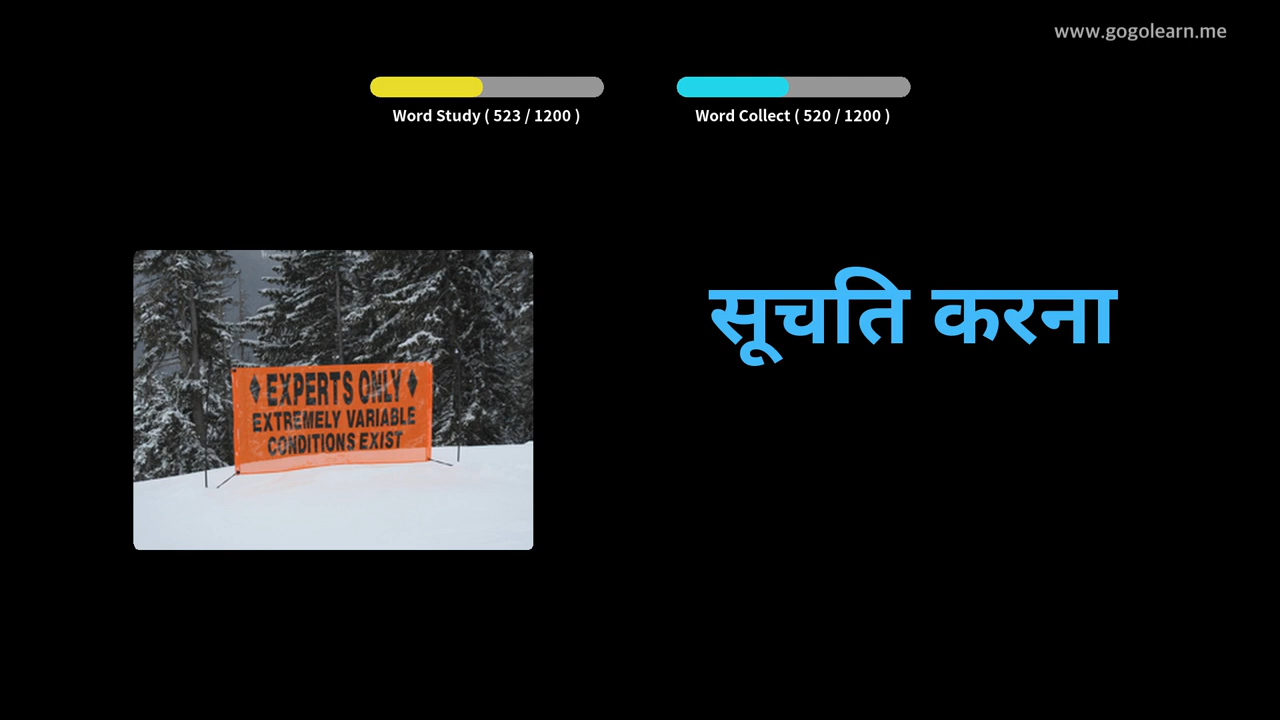 www.gogolearn.me
Word Study ( 523 / 1200 )
Word Collect ( 520 / 1200 )
सूचति करना
EXPERTS ONLY
EXTREMELY VARIABLE
CONDITIONS EXIST